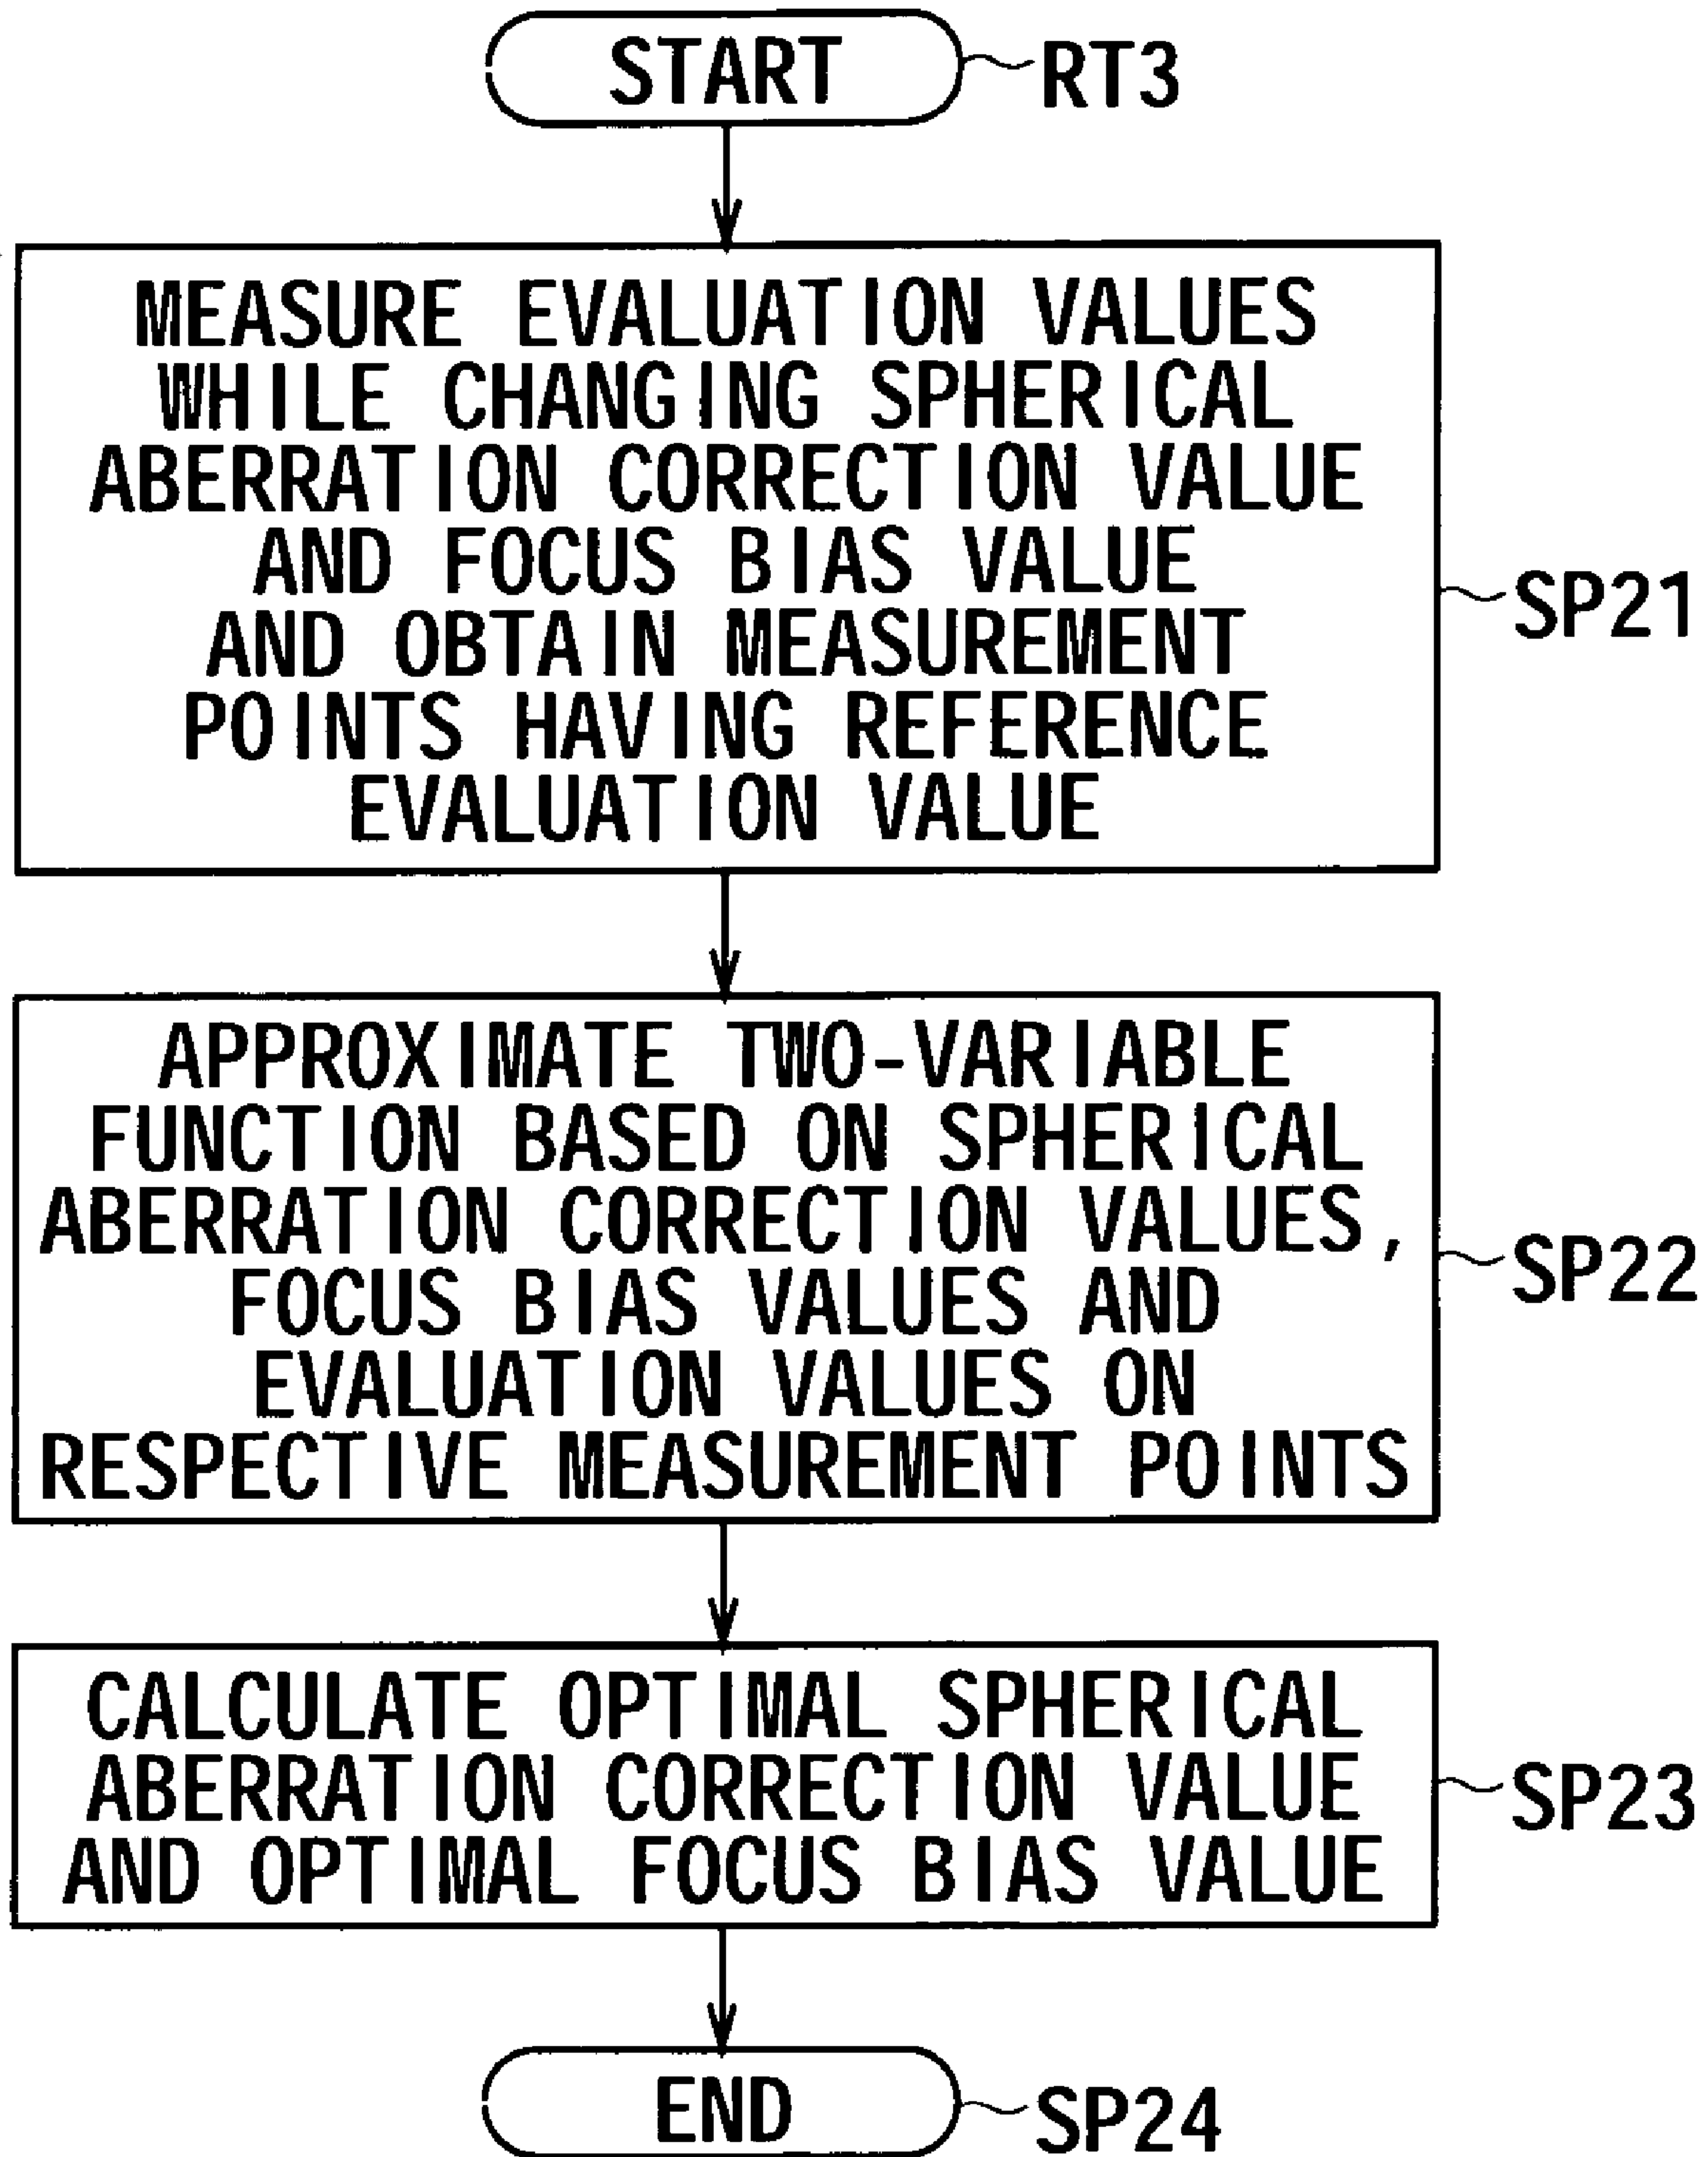 START
RT3
MEASURE EVALUATION VALUES
WHILE CHANGING SPHERICAL
ABERRATION CORRECTION VALUE
AND FOCUS BIAS VALUE
AND OBTAIN MEASUREMENT
POINTS HAVING REFERENCE
EVALUATION VALUE
SP21
APPROXIMATE TWO-VARIABLE
FUNCTION BASED ON SPHERICAL
ABERRATION CORRECTION VALUES,
FOCUS BIAS VALUES AND
EVALUATION VALUES ON
RESPECTIVE MEASUREMENT POINTS
SP22
CALCULATE OPTIMAL SPHERICAL
ABERRATION CORRECTION VALUE
AND OPTIMAL FOCUS BIAS VALUE
SP23
END
SP24